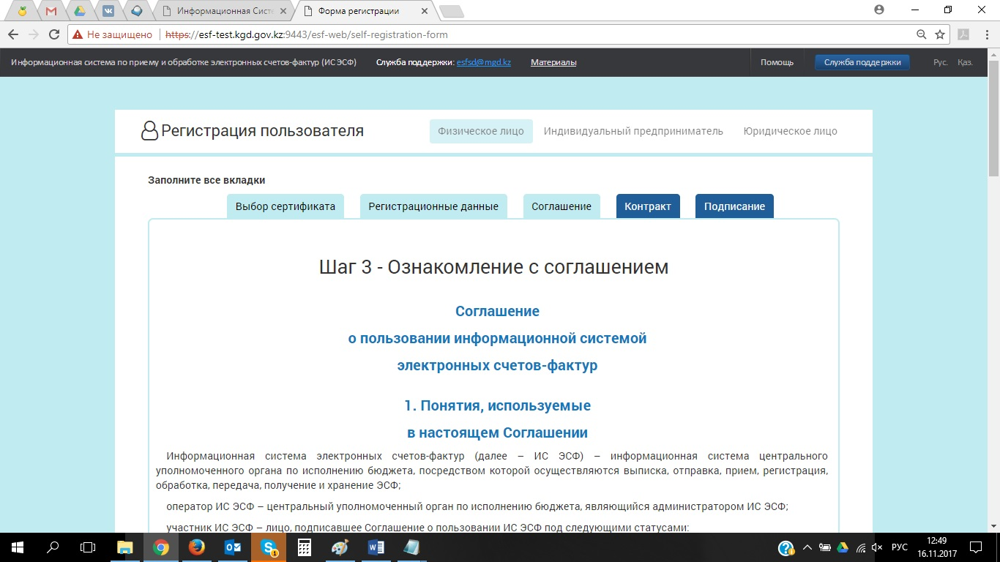 Информационная Систе
Форма регистрации
Не защищено
https://esf-test.kgd.gov.kz:9443/esf-web/self-registration-form
Информационная система по приему и обработке электронных счетов-фактур (ИС ЭСФ)
Служба поддержки: esfsd@mgd.kz
Материалы
Помощь
Служба поддержки
Рус.
Қаз.
Регистрация пользователя
Физическое лицо
Индивидуальный предприниматель
Юридическое лицо
Заполните все вкладки
Выбор сертификата
Регистрационные данные
Соглашение
Контракт
Подписание
Шаг 3 - Ознакомление с соглашением
Соглашение
о пользовании информационной системой
электронных счетов-фактур
1. Понятия, используемые
в настоящем Соглашении
Информационная система электронных счетов-фактур (далее – ИС ЭСФ) – информационная система центрального
уполномоченного органа по исполнению бюджета, посредством которой осуществляются выписка, отправка, прием, регистрация,
обработка, передача, получение и хранение ЭСФ;
оператор ИС ЭСФ – центральный уполномоченный орган по исполнению бюджета, являющийся администратором ИС ЭСФ;
участник ИС ЭСФ – лицо, подписавшее Соглашение о пользовании ИС ЭСФ под следующими статусами:
РУС
12:49
16.11.2017